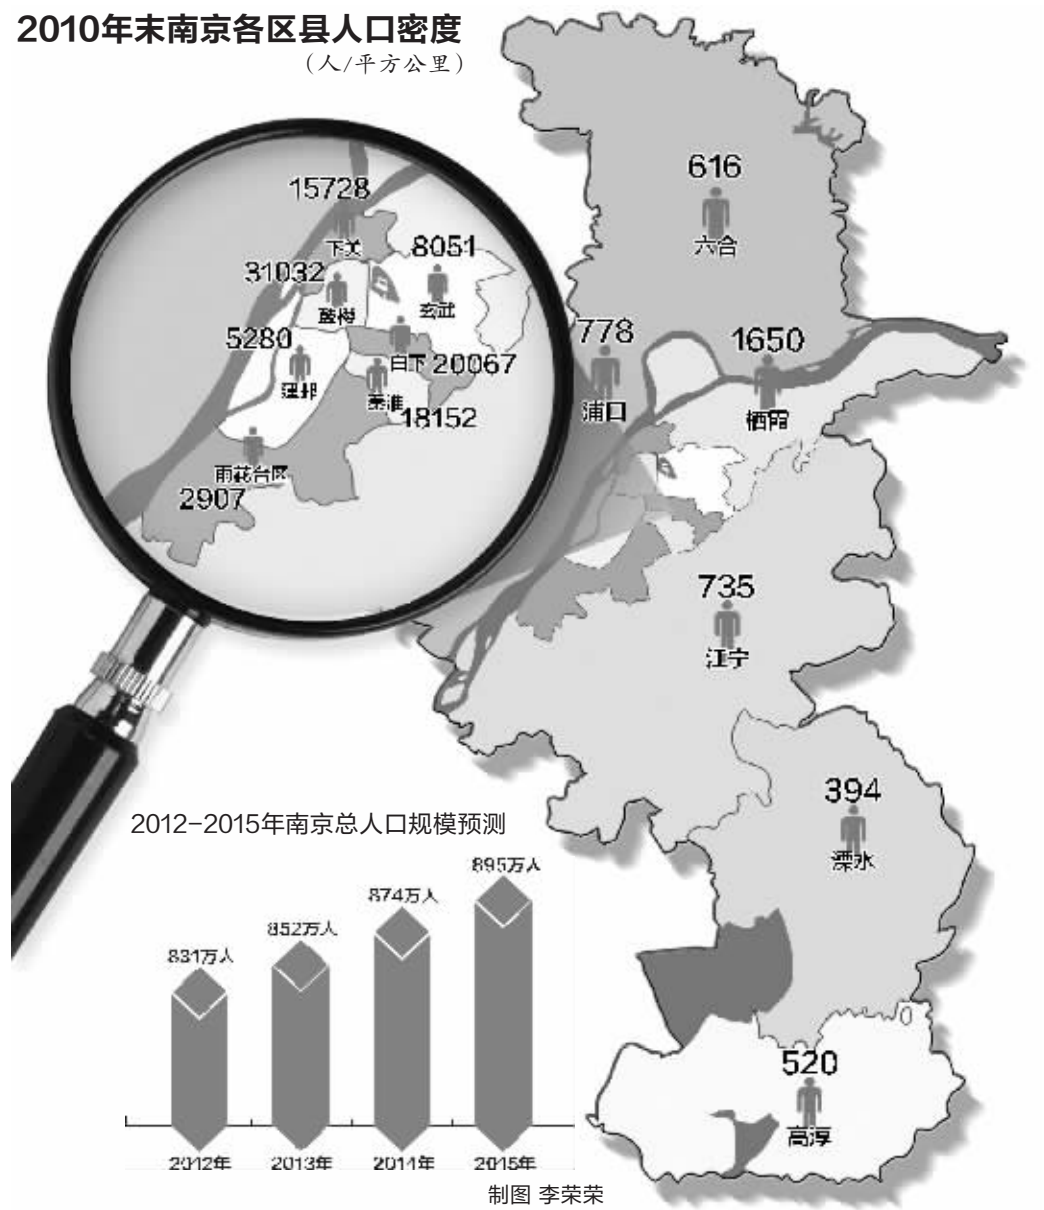 2010年末南京各区县人口密度
（人/平方公里）
616
六合
15728
下关
8051
玄武
31032
鼓楼
5280
建邺
白下 20067
秦淮
18152
雨花台区
2907
778
浦口
1650
栖霞
735
江宁
394
溧水
520
高淳
2012-2015年南京总人口规模预测
831万人
852万人
874万人
895万人
2012年
2013年
2014年
2015年
制图 李荣荣